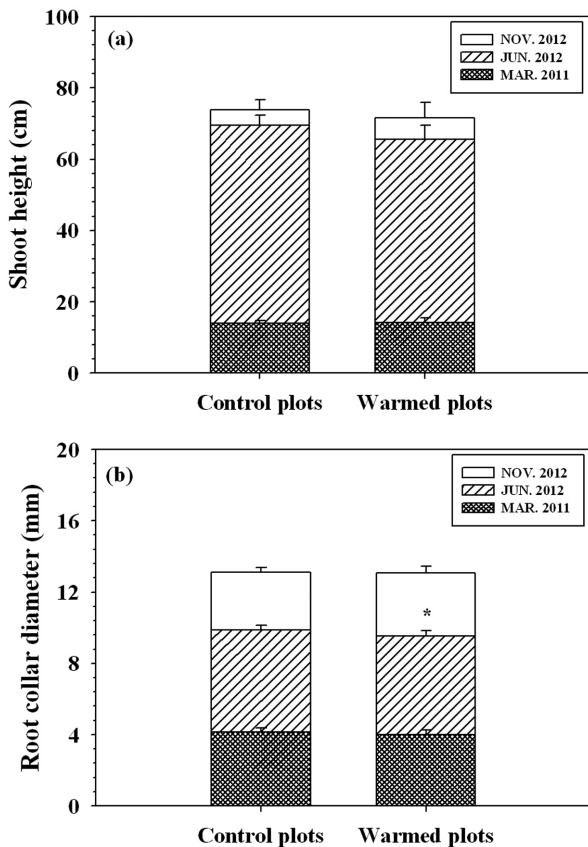 (a)
NOV. 2012
JUN. 2012
MAR. 2011
Shoot height (cm)
100
80
60
40
20
0
Control plots Warmed plots
(b)
NOV. 2012
JUN. 2012
MAR. 2011
Root collar diameter (mm)
20
16
12
8
4
0
*
Control plots Warmed plots